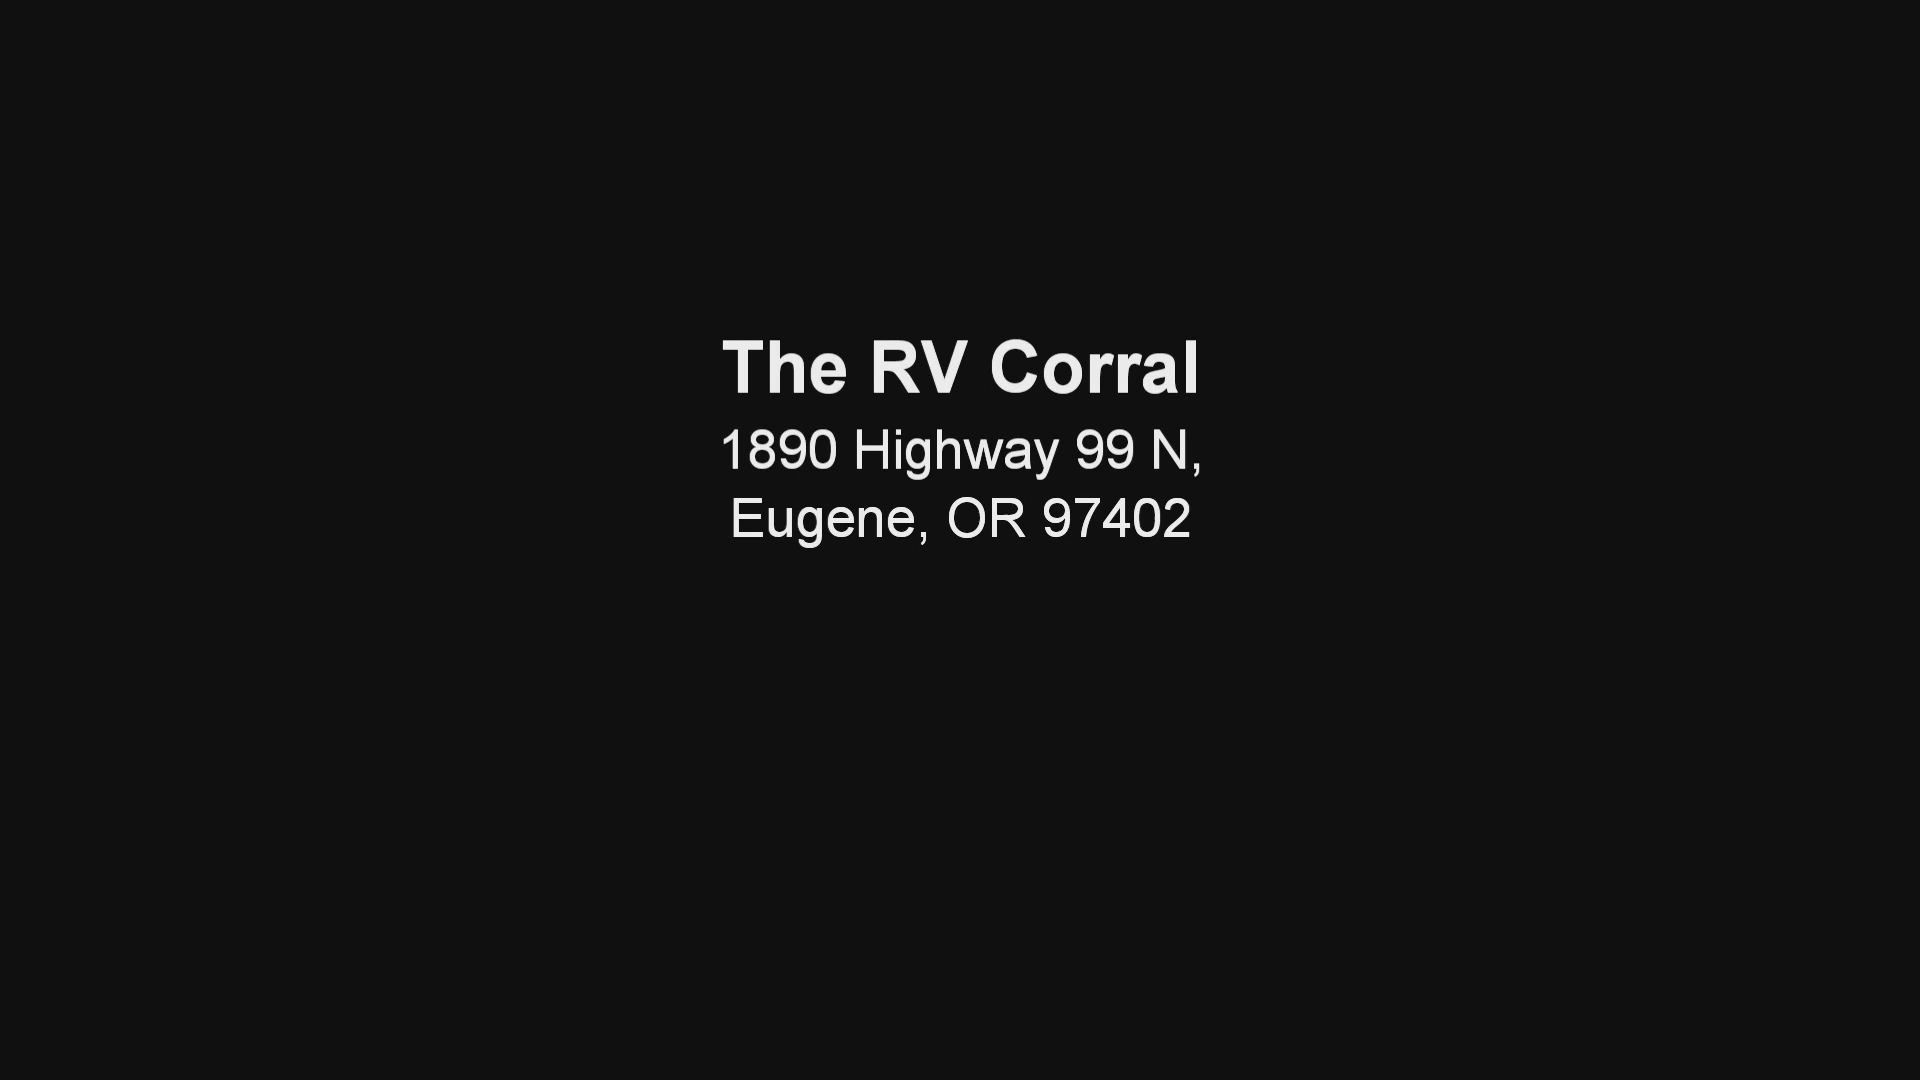 The RV Corral
1890 Highway 99 N,
Eugene, OR 97402